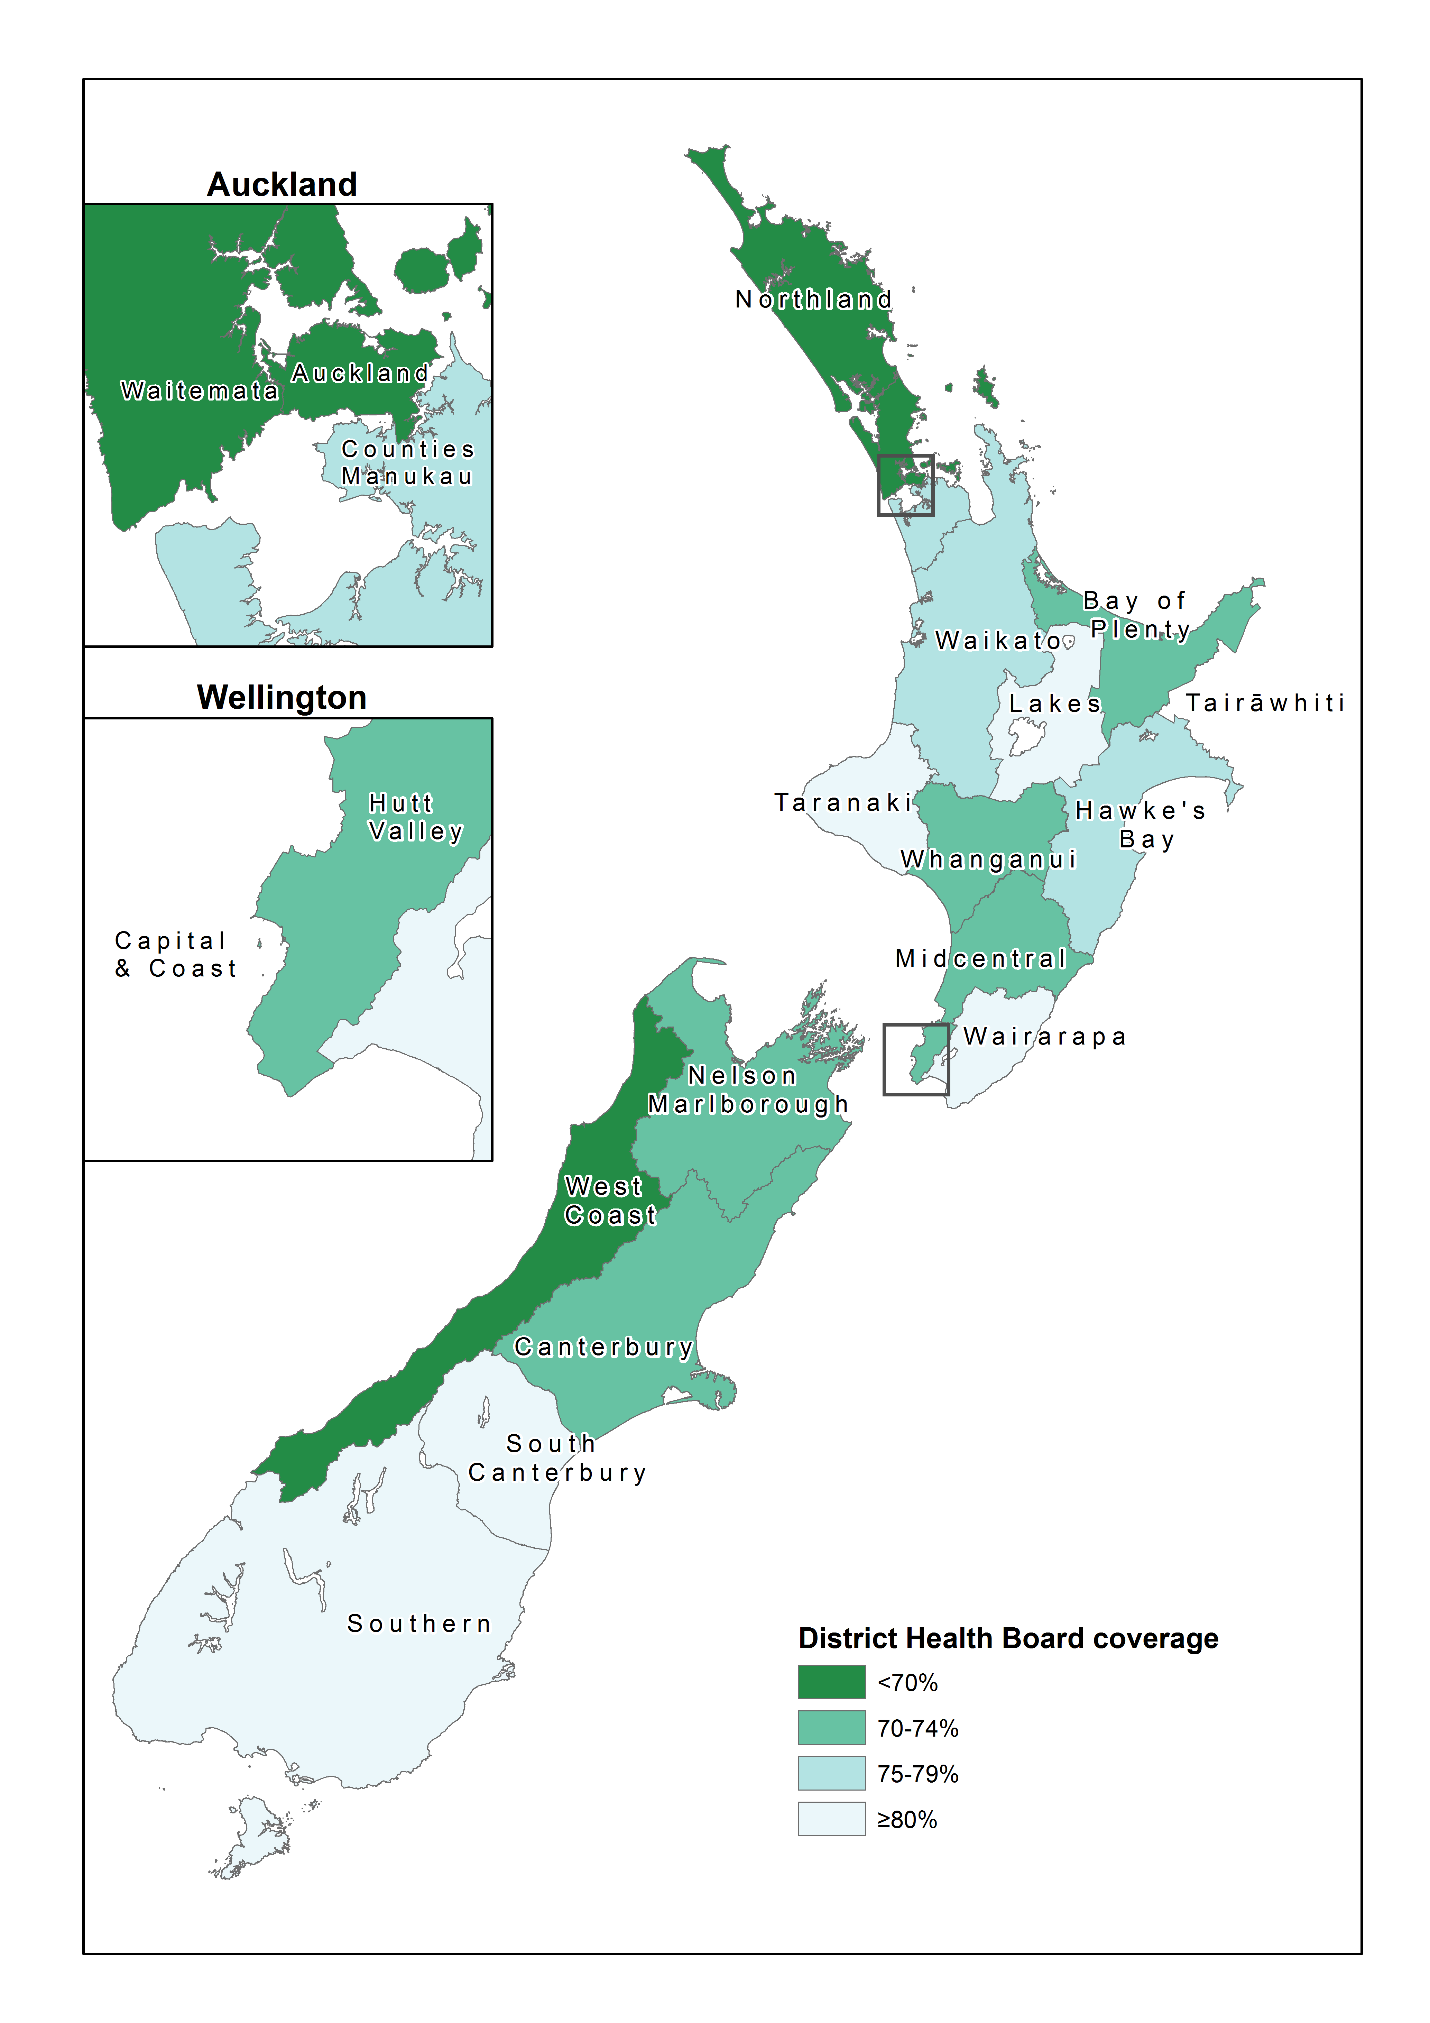 Auckland
Waitemata
Auckland
Counties
Manukau
Wellington
Hutt
Valley
Capital
& Coast
Northland
Bay of
Plenty
Waikato
Lakes
Tairāwhiti
Taranaki
Hawke's
Bay
Whanganui
Midcentral
Wairarapa
Nelson
Marlborough
West
Coast
Canterbury
South
Canterbury
Southern
District Health Board coverage
<70%
70-74%
75-79%
≥80%